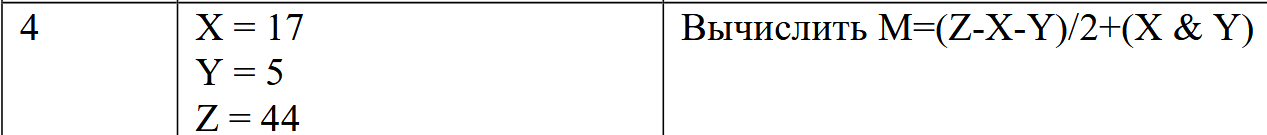 4
X = 17
Y = 5
Z = 44
Вычислить M=(Z-X-Y)/2+(X & Y)